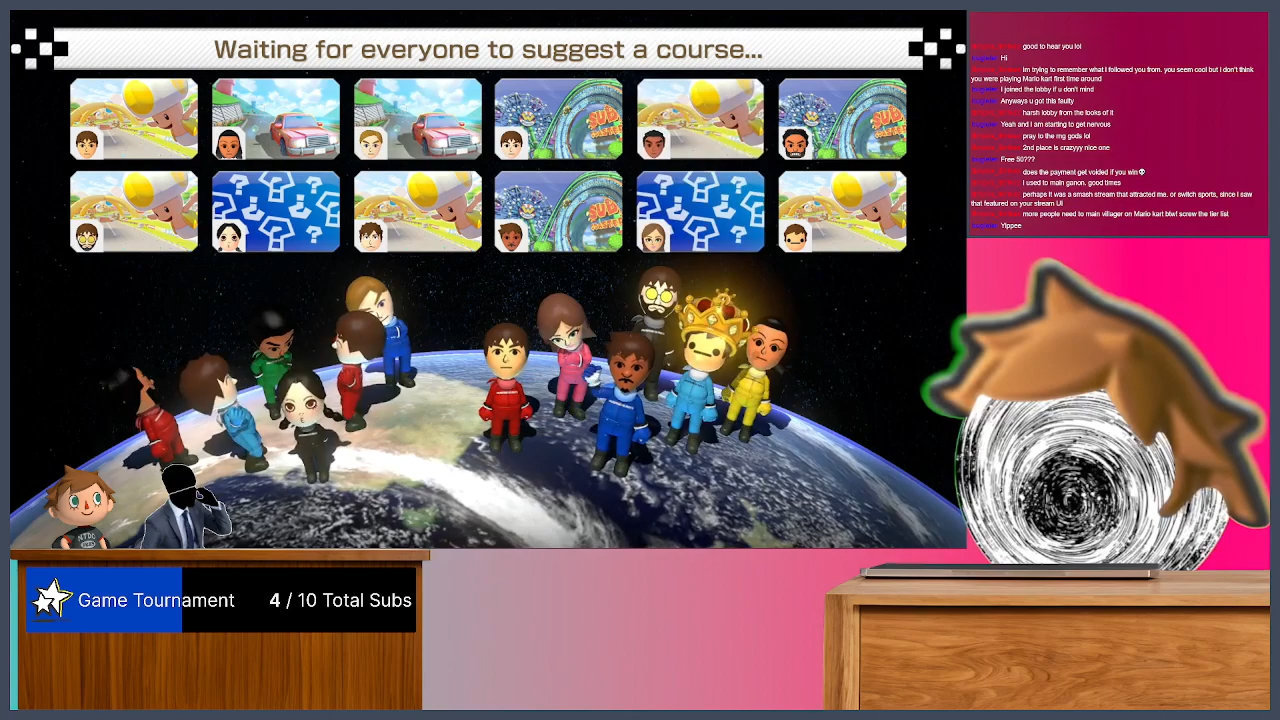 Waiting for everyone to suggest a course...
good to hear you lol
Hi
Im trying to remember what I followed you from. you seem cool but I don't think
you were playing Mario kart first time around
I joined the lobby if u don't mind
Anyways u got this faulty
harsh lobby from the looks of it
Yeah and I am starting to get nervous
pray to the rng gods lol
2nd place is crazyyy nice one
Free 50???
does the payment get voided if you win💀
I used to main ganon. good times
perhaps it was a smash stream that attracted me. or switch sports, since I saw
that featured on your stream UI
more people need to main villager on Mario kart btw! screw the tier list
Yippee
SUB
SUB
SUB
NTDC
Game Tournament 4 / 10 Total Subs